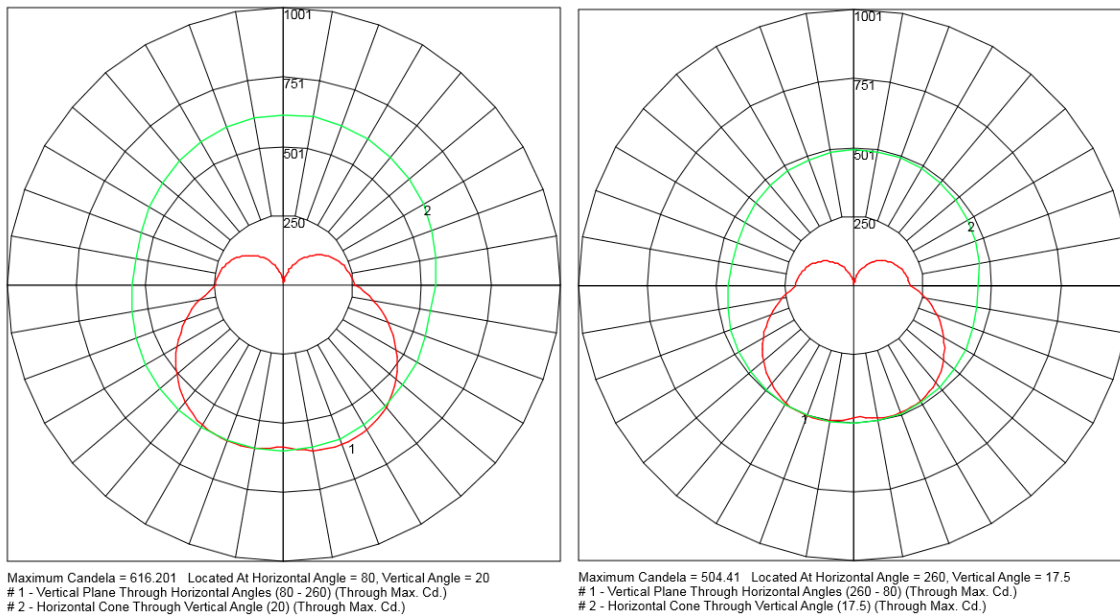 1001
751
501
250
2
1
Maximum Candela = 616.201 Located At Horizontal Angle = 80, Vertical Angle = 20
# 1 - Vertical Plane Through Horizontal Angles (80 - 260) (Through Max. Cd.)
# 2 - Horizontal Cone Through Vertical Angle (20) (Through Max. Cd.)
1001
751
501
250
2
1
Maximum Candela = 504.41 Located At Horizontal Angle = 260, Vertical Angle = 17.5
# 1 - Vertical Plane Through Horizontal Angles (260 - 80) (Through Max. Cd.)
# 2 - Horizontal Cone Through Vertical Angle (17.5) (Through Max. Cd.)